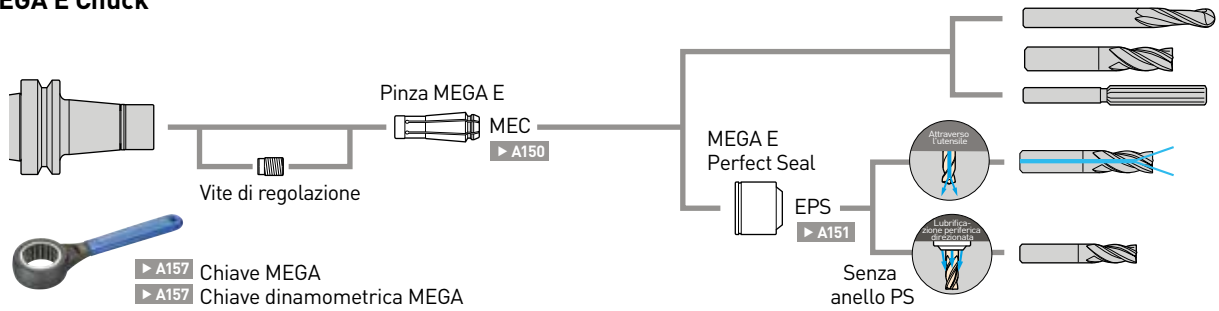 MEGA E Chuck
Pinza MEGA E
MEC
▶ A150
Vite di regolazione
▶ A157 Chiave MEGA
▶ A157 Chiave dinamometrica MEGA
MEGA E
Perfect Seal
EPS
▶ A151
Attraverso
l'utensile
Lubrifica-
zione periferica
direzionata
Senza
anello PS